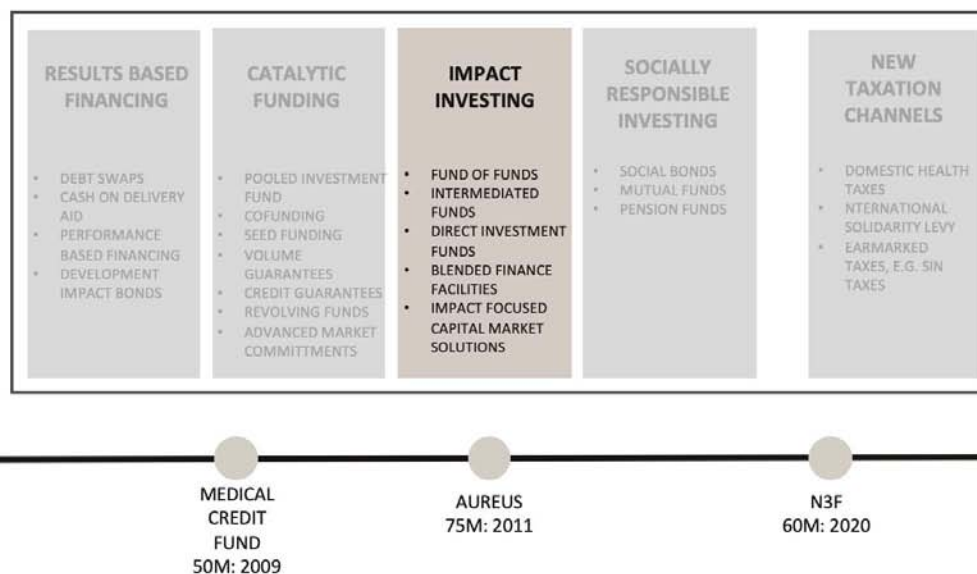 RESULTS BASED
FINANCING
• DEBT SWAPS
• CASH ON DELIVERY
AID
• PERFORMANCE
BASED FINANCING
• DEVELOPMENT
IMPACT BONDS
CATALYTIC
FUNDING
• POOLED INVESTMENT
FUND
• COFUNDING
• SEED FUNDING
• VOLUME
GUARANTEES
• CREDIT GUARANTEES
• REVOLVING FUNDS
• ADVANCED MARKET
COMMITTMENTS
IMPACT
INVESTING
• FUND OF FUNDS
• INTERMEDIATED
FUNDS
• DIRECT INVESTMENT
FUNDS
• BLENDED FINANCE
FACILITIES
• IMPACT FOCUSED
CAPITAL MARKET
SOLUTIONS
SOCIALLY
RESPONSIBLE
INVESTING
• SOCIAL BONDS
• MUTUAL FUNDS
• PENSION FUNDS
NEW
TAXATION
CHANNELS
• DOMESTIC HEALTH
TAXES
• NTERNATIONAL
SOLIDARITY LEVY
• EARMARKED
TAXES, E.G. SIN
TAXES
MEDICAL
CREDIT
FUND
50M: 2009
AUREUS
75M: 2011
N3F
60M: 2020